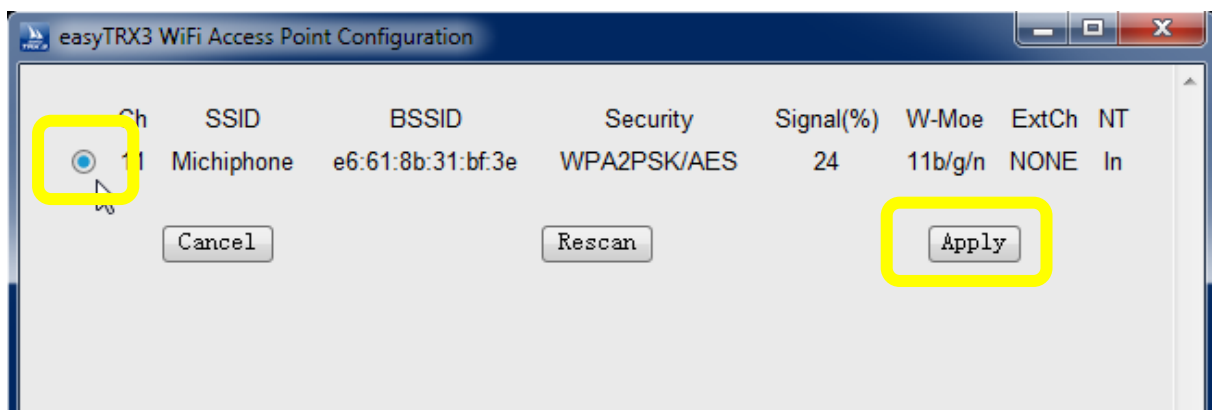 easyTRX3 WiFi Access Point Configuration
Ch SSID BSSID Security Signal(%) W-Moe ExtCh NT
11 Michiphone e6:61:8b:31:bf:3e WPA2PSK/AES 24 11b/g/n NONE In
Cancel Rescan Apply